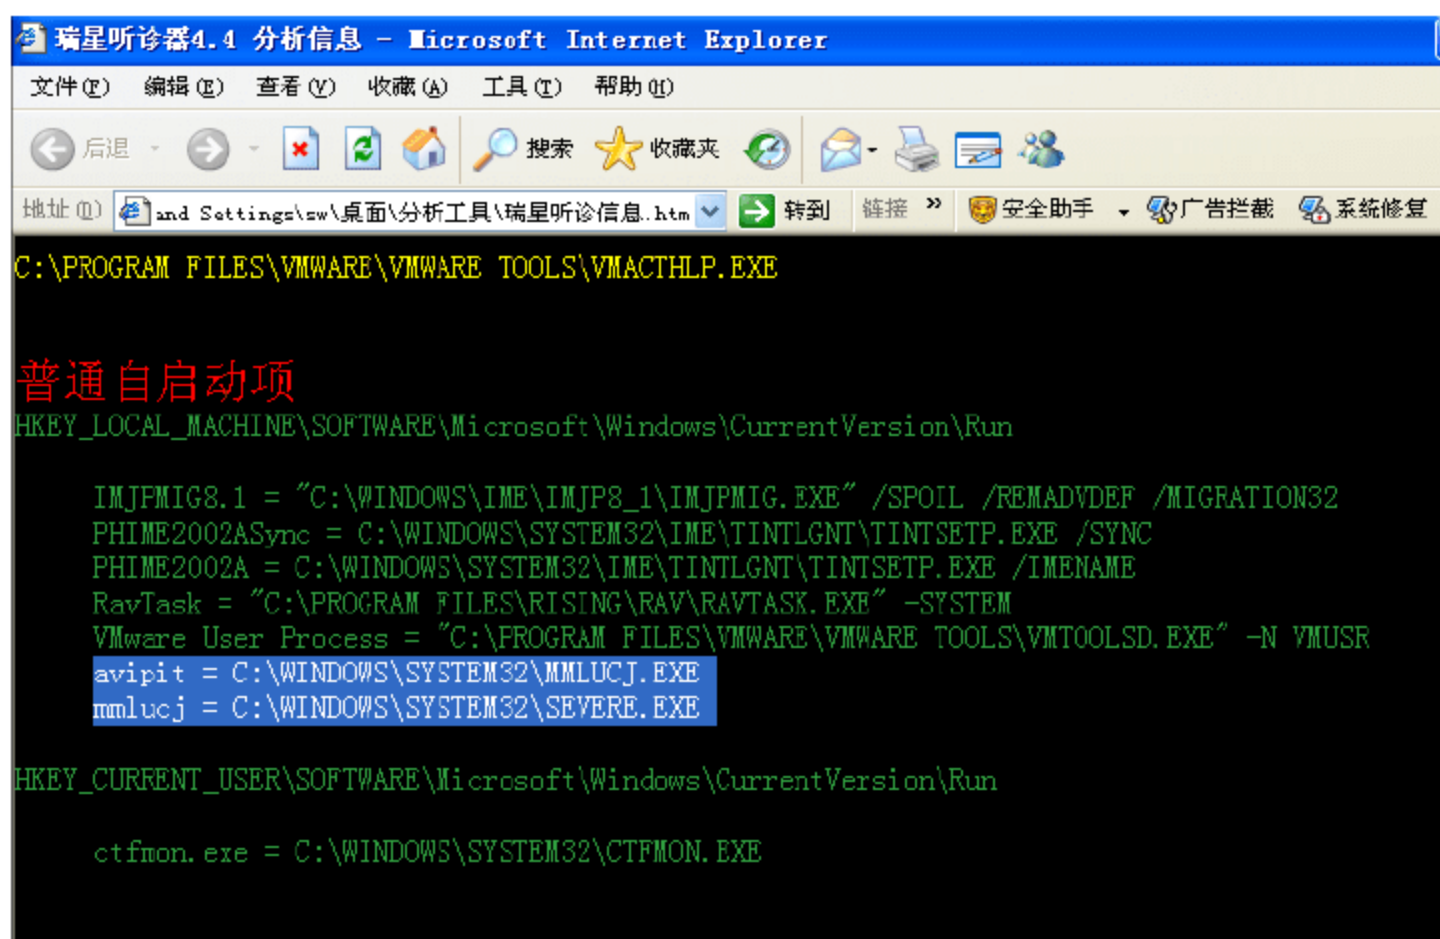 瑞星听诊器4.4 分析信息 - Microsoft Internet Explorer
文件(F) 编辑(E) 查看(V) 收藏(A) 工具(T) 帮助(H)
后退 搜索 收藏夹
地址(D) and Settings\sw\桌面\分析工具\瑞星听诊信息.htm 转到 链接 » 安全助手 广告拦截 系统修复
C:\PROGRAM FILES\VMWARE\VMWARE TOOLS\VMACTHLP.EXE
普通自启动项
HKEY_LOCAL_MACHINE\SOFTWARE\Microsoft\Windows\CurrentVersion\Run
IMJPMIG8.1 = "C:\WINDOWS\IME\IMJP8_1\IMJPMIG.EXE" /SPOIL /REMADVDEF /MIGRATION32
PHIME2002ASync = C:\WINDOWS\SYSTEM32\IME\TINTLGNT\TINTSETP.EXE /SYNC
PHIME2002A = C:\WINDOWS\SYSTEM32\IME\TINTLGNT\TINTSETP.EXE /IMENAME
RavTask = "C:\PROGRAM FILES\RISING\RAV\RAVTASK.EXE" -SYSTEM
VMware User Process = "C:\PROGRAM FILES\VMWARE\VMWARE TOOLS\VMTOOLSD.EXE" -N VMUSR
avipit = C:\WINDOWS\SYSTEM32\MMLUCJ.EXE
mmlucj = C:\WINDOWS\SYSTEM32\SEVERE.EXE
HKEY_CURRENT_USER\SOFTWARE\Microsoft\Windows\CurrentVersion\Run
ctfmon.exe = C:\WINDOWS\SYSTEM32\CTFMON.EXE